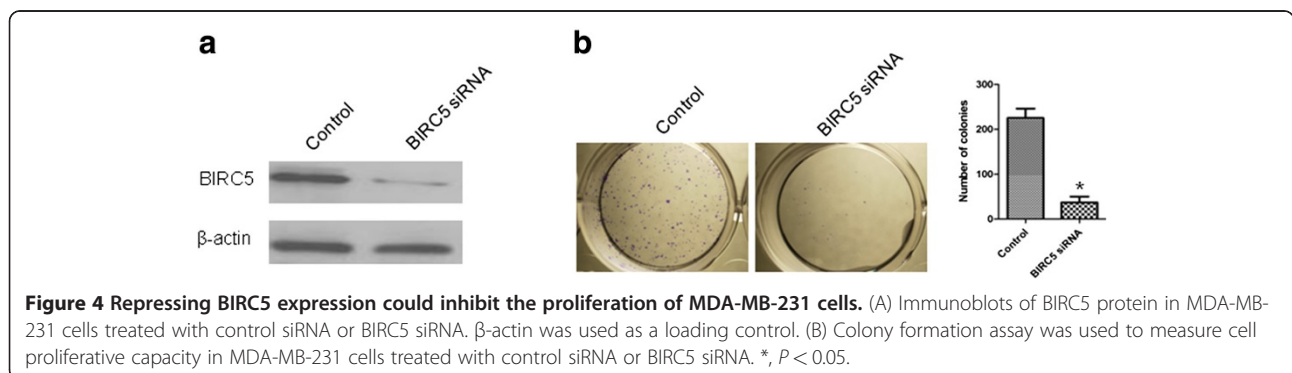 a
b
Control
BIRC5 siRNA
BIRC5
β-actin
Control
BIRC5 siRNA
Number of colonies
300
200
100
0
*
Control
BIRC5 siRNA
Figure 4 Repressing BIRC5 expression could inhibit the proliferation of MDA-MB-231 cells. (A) Immunoblots of BIRC5 protein in MDA-MB-
231 cells treated with control siRNA or BIRC5 siRNA. β-actin was used as a loading control. (B) Colony formation assay was used to measure cell
proliferative capacity in MDA-MB-231 cells treated with control siRNA or BIRC5 siRNA. *, P < 0.05.